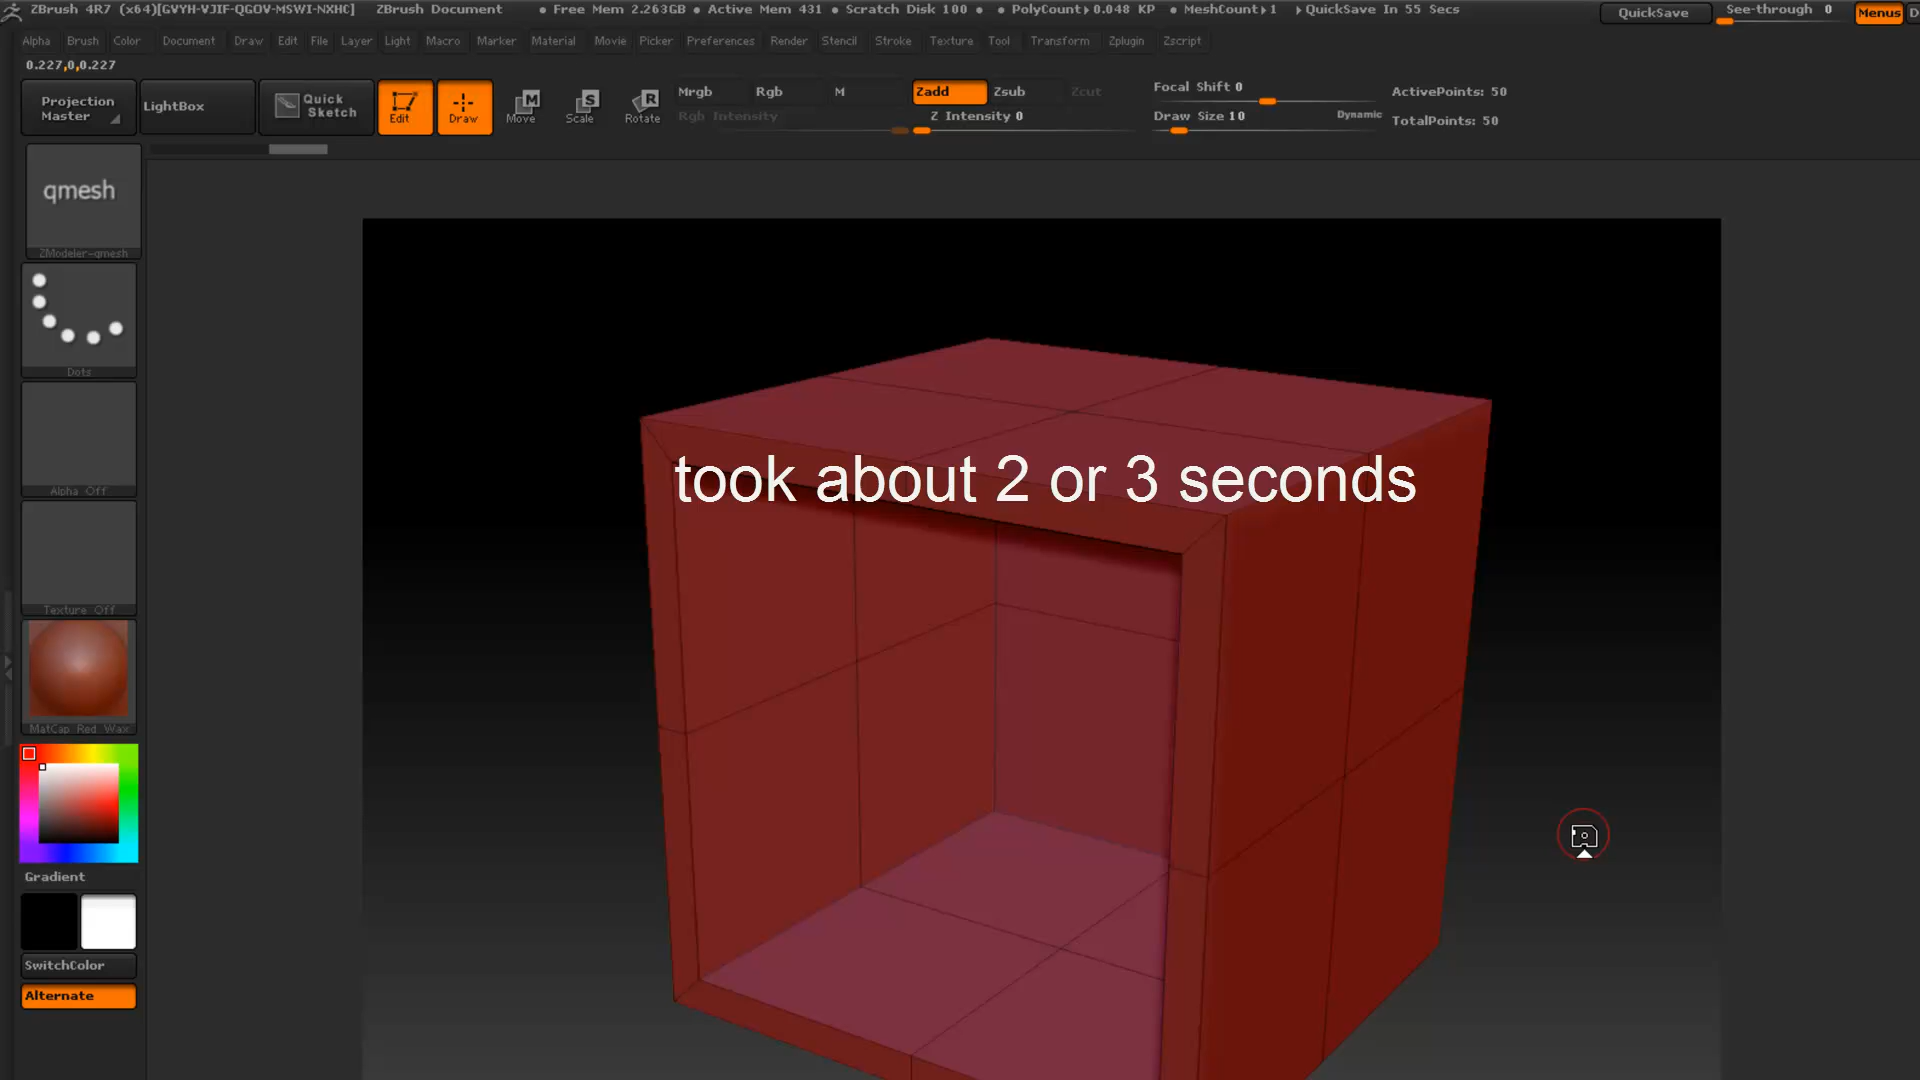 ZBrush 4R7 (x64)[GVYH-VJIF-QGOV-MSWI-NXHC] ZBrush Document • Free Mem 2.263GB • Active Mem 431 • Scratch Disk 100 • • PolyCount▸0.048 KP • MeshCount▸1 ▸QuickSave In 55 Secs QuickSave See-through 0 Menus
Alpha Brush Color Document Draw Edit File Layer Light Macro Marker Material Movie Picker Preferences Render Stencil Stroke Texture Tool Transform Zplugin Zscript
0.227,0,0.227
Projection Master
LightBox
Quick Sketch
Edit
Draw
Move
Scale
Rotate
Mrgb Rgb M
Rgb Intensity
Zadd Zsub Zcut
Z Intensity 0
Focal Shift 0
Draw Size 10 Dynamic
ActivePoints: 50
TotalPoints: 50
qmesh
ZModeler-qmesh
Dots
Alpha Off
Texture Off
MatCap Red Wax
Gradient
SwitchColor
Alternate
took about 2 or 3 seconds